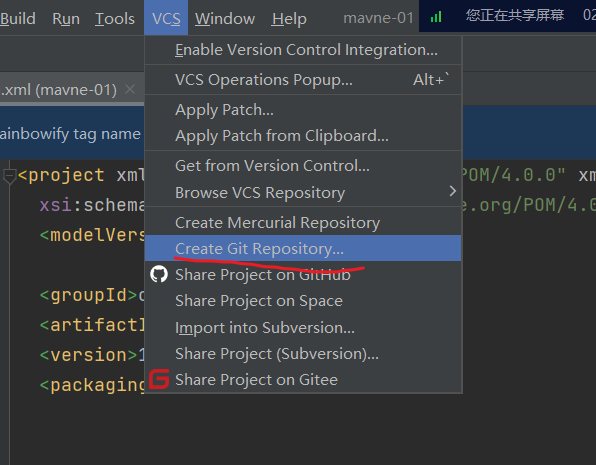 Build Run Tools VCS Window Help mavne-01 您正在共享屏幕 02
Enable Version Control Integration...
.xml (mavne-01)
VCS Operations Popup... Alt+`
Apply Patch...
ainbowify tag name
Apply Patch from Clipboard...
Get from Version Control...
<project xml POM/4.0.0" xm
Browse VCS Repository
xsi:schema e.org/POM/4.0
Create Mercurial Repository
<modelVers
Create Git Repository...
Share Project on GitHub
<groupId>
Share Project on Space
<artifactI
Import into Subversion...
<version>1
Share Project (Subversion)...
<packaging
Share Project on Gitee